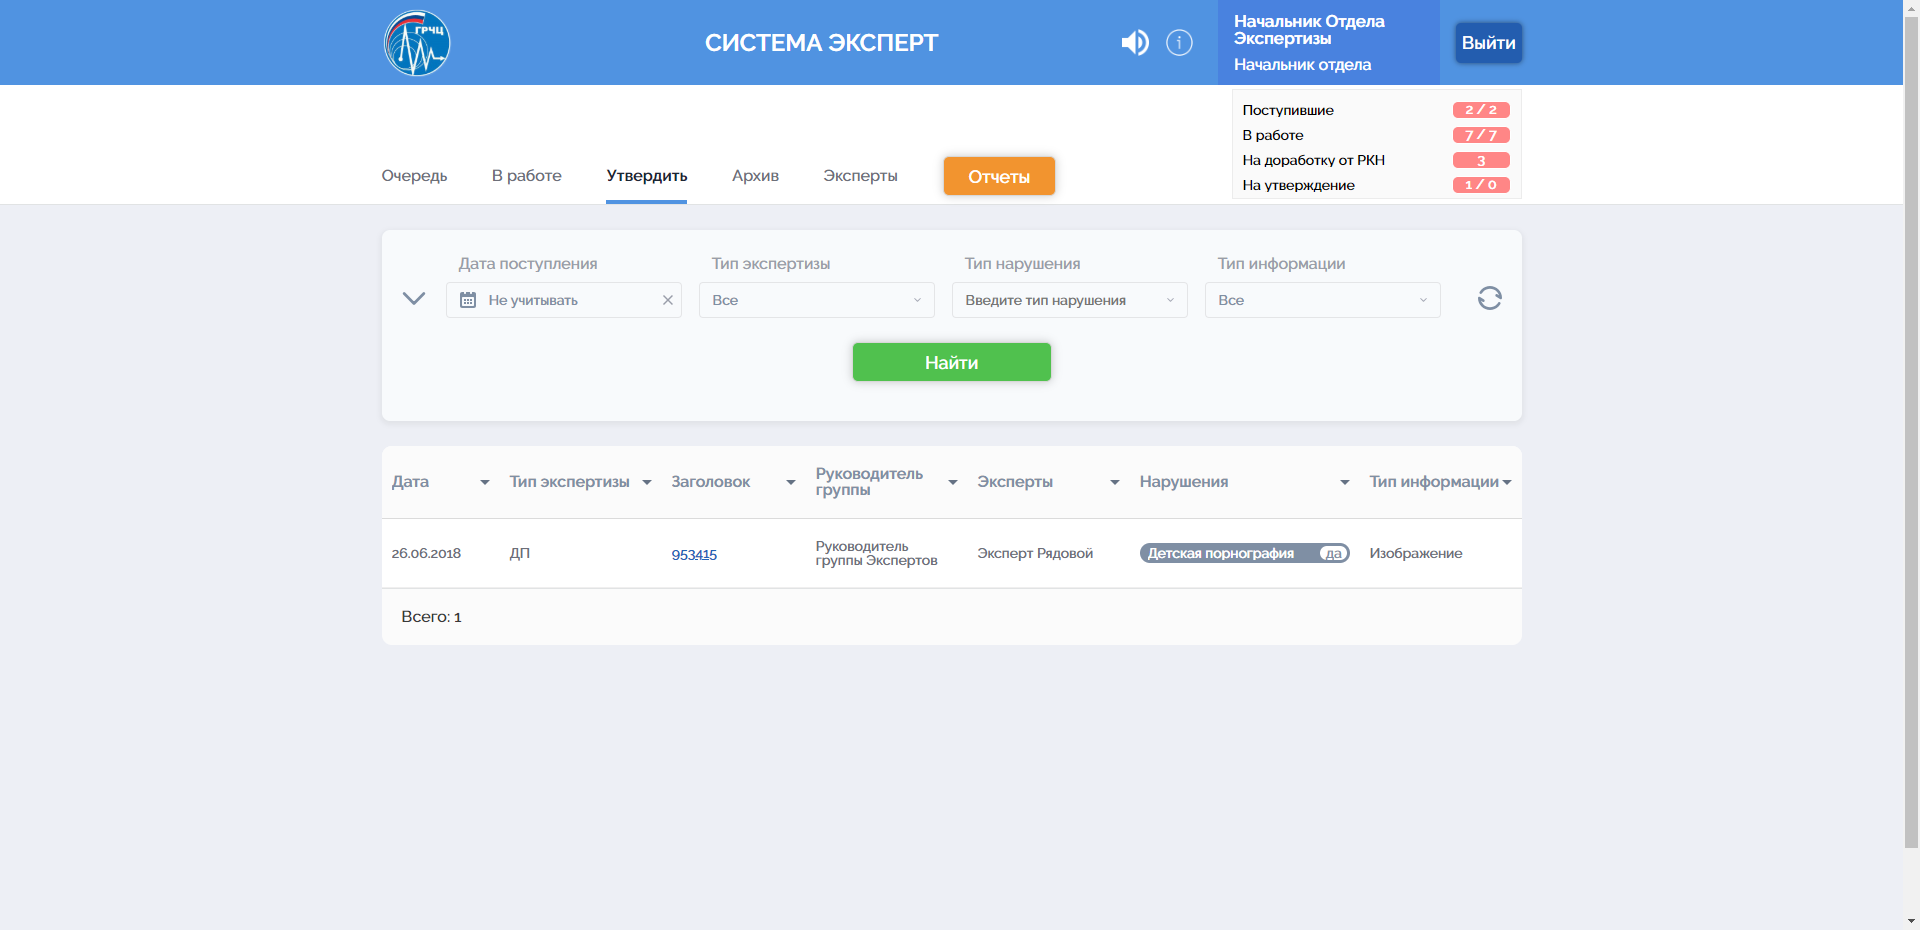 ГРЧЦ
СИСТЕМА ЭКСПЕРТ
Начальник Отдела
Экспертизы
Начальник отдела
Выйти
Поступившие 2 / 2
В работе 7 / 7
На доработку от РКН 3
На утверждение 1 / 0
Очередь В работе Утвердить Архив Эксперты Отчеты
Дата поступления Тип экспертизы Тип нарушения Тип информации
Не учитывать Все Введите тип нарушения Все
Найти
Дата Тип экспертизы Заголовок Руководитель группы Эксперты Нарушения Тип информации
26.06.2018 ДП 953415 Руководитель группы Экспертов Эксперт Рядовой Детская порнография да Изображение
Всего: 1